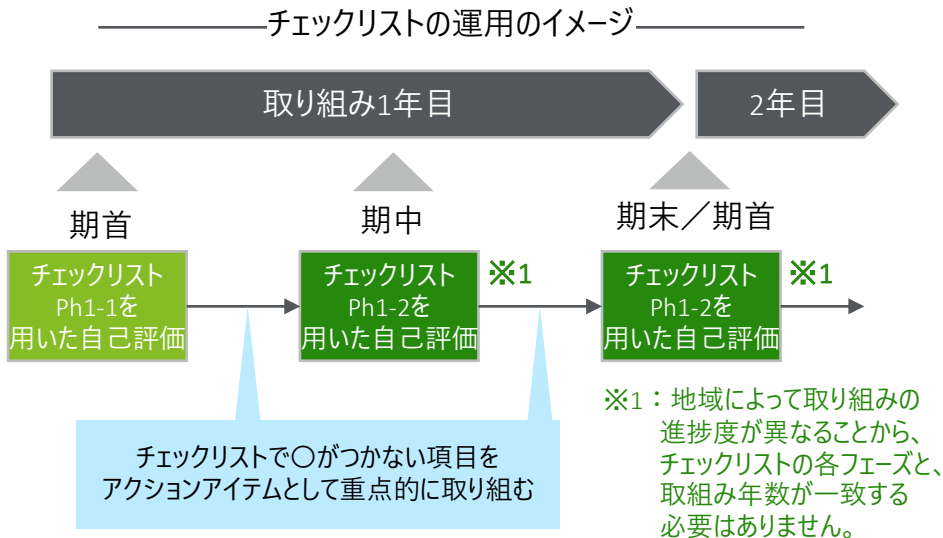 チェックリストの運用のイメージ
取り組み1年目
2年目
期首
期中
期末／期首
チェックリスト
Ph1-1を
用いた自己評価
チェックリスト
Ph1-2を
用いた自己評価
※1
チェックリスト
Ph1-2を
用いた自己評価
※1
チェックリストで〇がつかない項目を
アクションアイテムとして重点的に取り組む
※1：地域によって取り組みの
進捗度が異なることから、
チェックリストの各フェーズと、
取組み年数が一致する
必要はありません。